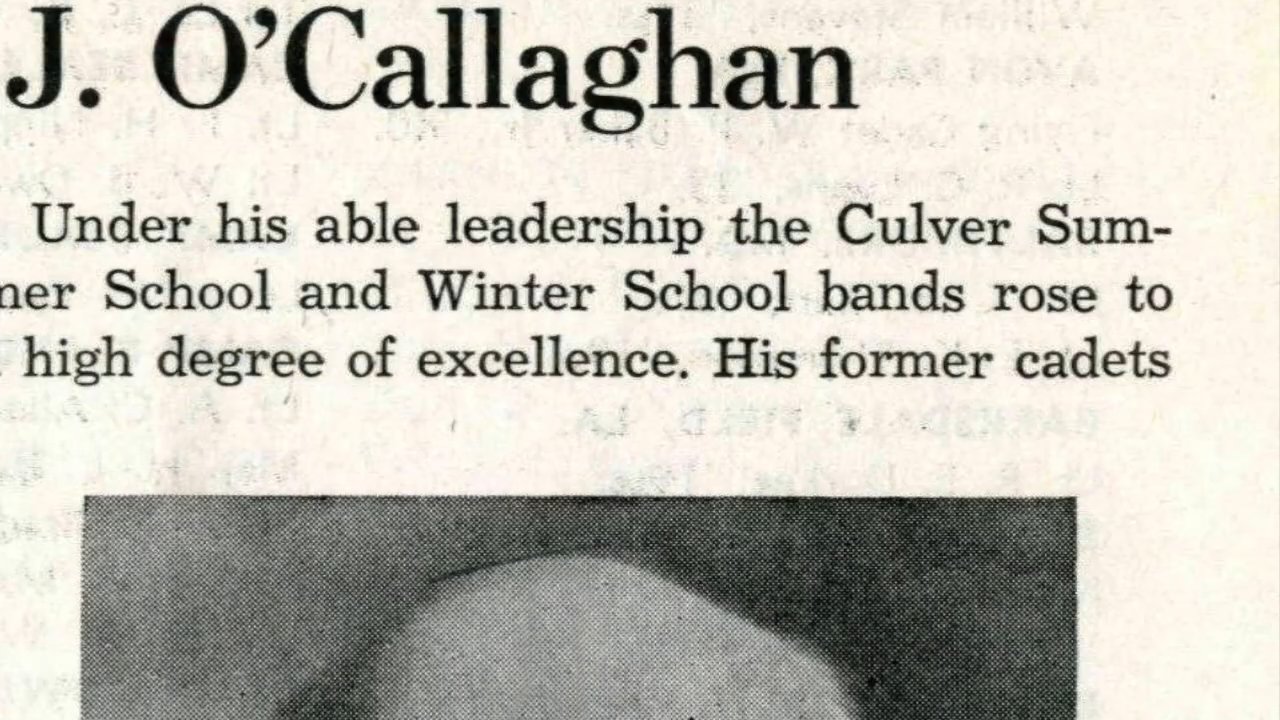 J. O’Callaghan
Under his able leadership the Culver Sum-
mer School and Winter School bands rose to
high degree of excellence. His former cadets